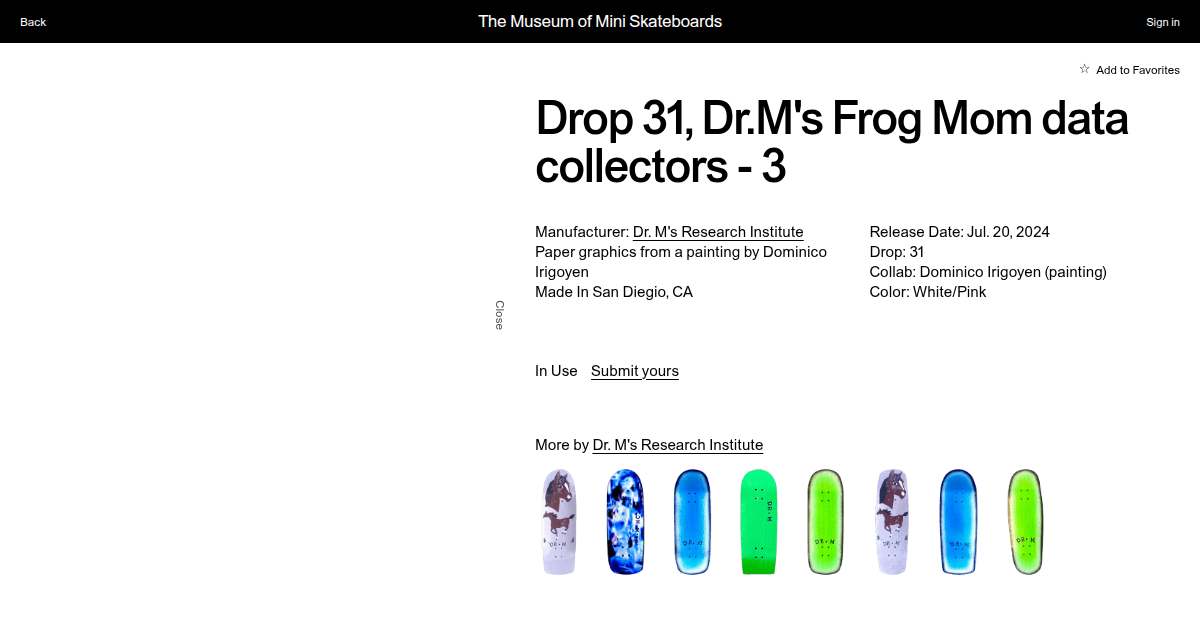 Back
The Museum of Mini Skateboards
Sign in
☆ Add to Favorites
Drop 31, Dr.M's Frog Mom data
collectors - 3
Manufacturer: Dr. M's Research Institute
Paper graphics from a painting by Dominico
Irigoyen
Made In San Diegio, CA
Release Date: Jul. 20, 2024
Drop: 31
Collab: Dominico Irigoyen (painting)
Color: White/Pink
Close
In Use Submit yours
More by Dr. M's Research Institute